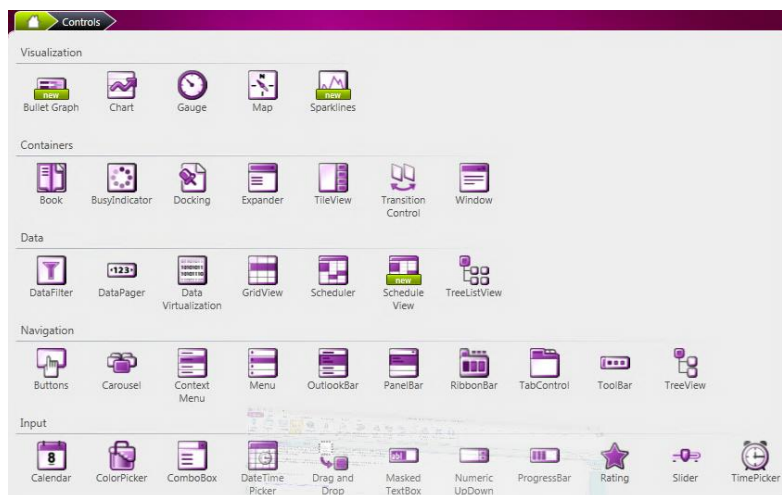 Controls
Visualization
new
new
Bullet Graph Chart Gauge Map Sparklines
Containers
Book BusyIndicator Docking Expander TileView Transition Window
Control
Data
123
new
DataFilter DataPager Data GridView Scheduler Schedule TreeListView
Virtualization View
Navigation
Buttons Carousel Context Menu OutlookBar PanelBar RibbonBar TabControl ToolBar TreeView
Menu
Input
8
Calendar ColorPicker ComboBox DateTime Drag and Masked Numeric ProgressBar Rating Slider TimePicker
Picker Drop TextBox UpDown